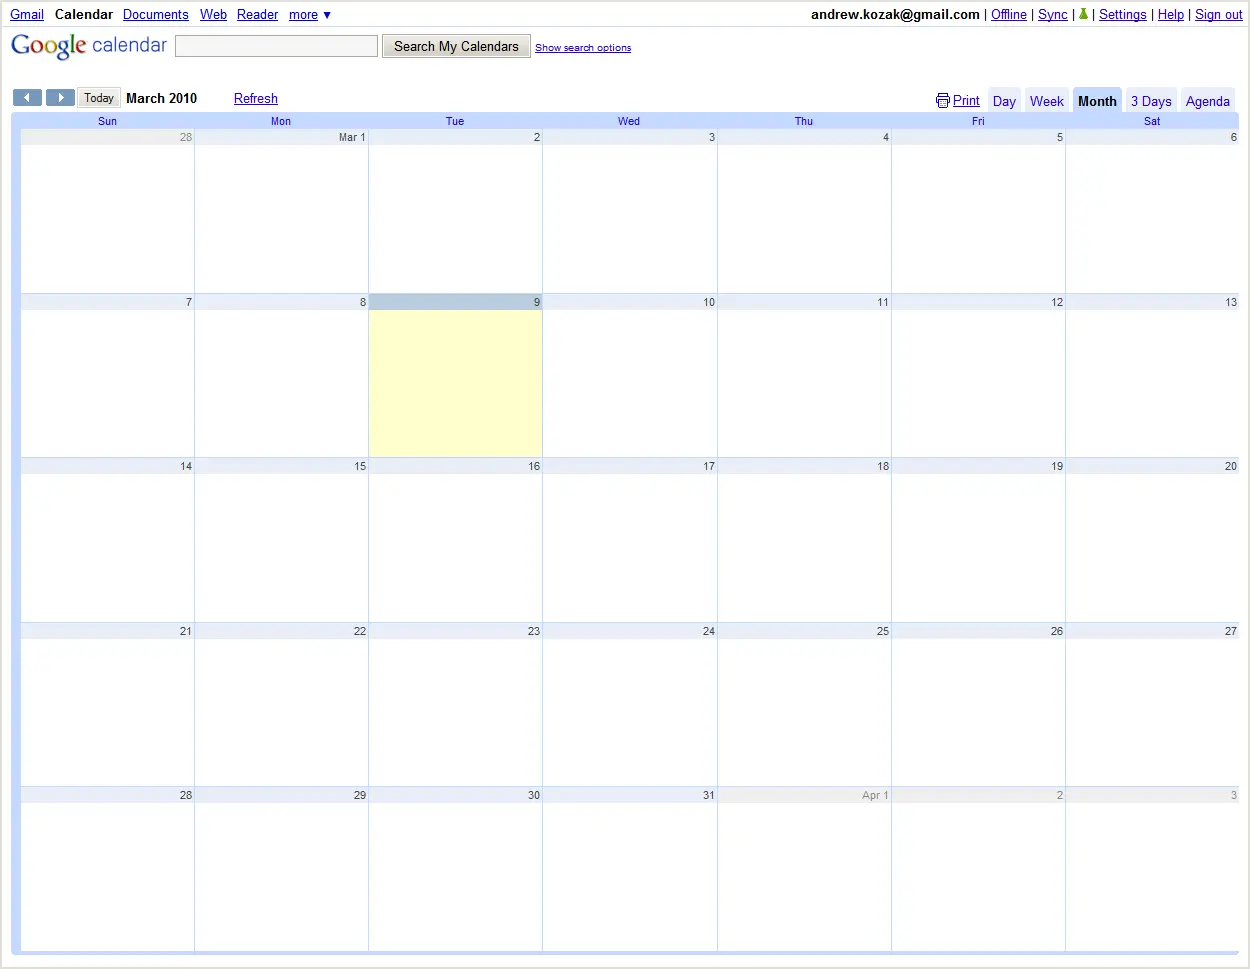 Gmail Calendar Documents Web Reader more ▼ andrew.kozak@gmail.com | Offline | Sync | | Settings | Help | Sign out
Google calendar Search My Calendars Show search options
Today March 2010 Refresh Print Day Week Month 3 Days Agenda
Sun Mon Tue Wed Thu Fri Sat
28 Mar 1 2 3 4 5 6
7 8 9 10 11 12 13
14 15 16 17 18 19 20
21 22 23 24 25 26 27
28 29 30 31 Apr 1 2 3